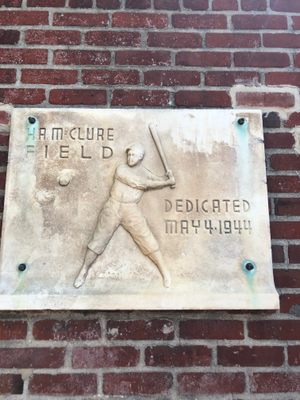 H.A.McCLURE
FIELD
DEDICATED
MAY 4·1944